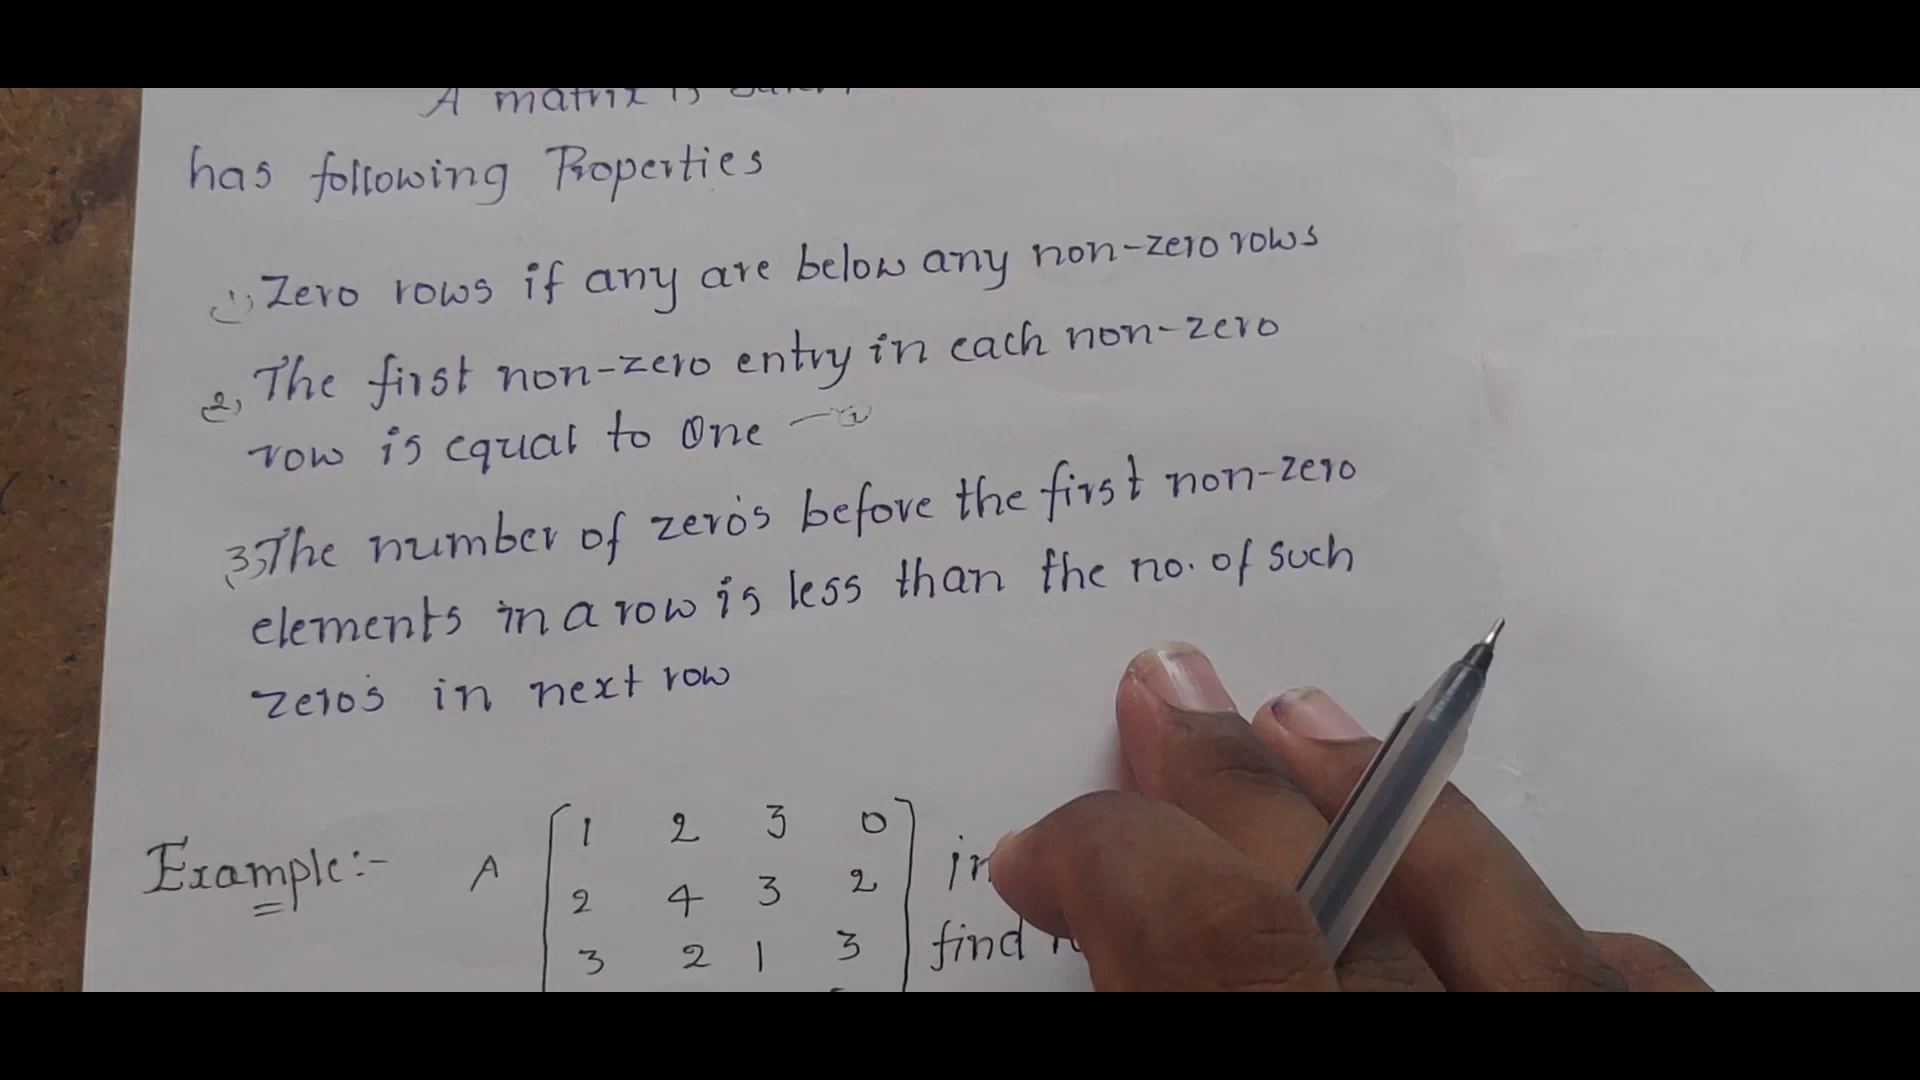 A matrix is
has following Properties
(1) Zero rows if any are below any non-zero rows
(2) The first non-zero entry in each non-zero
row is equal to One
(3) The number of zero's before the first non-zero
elements in a row is less than the no. of such
zero's in next row
Example:- A [ 1 2 3 0 ] in
2 4 3 2
3 2 1 3 find